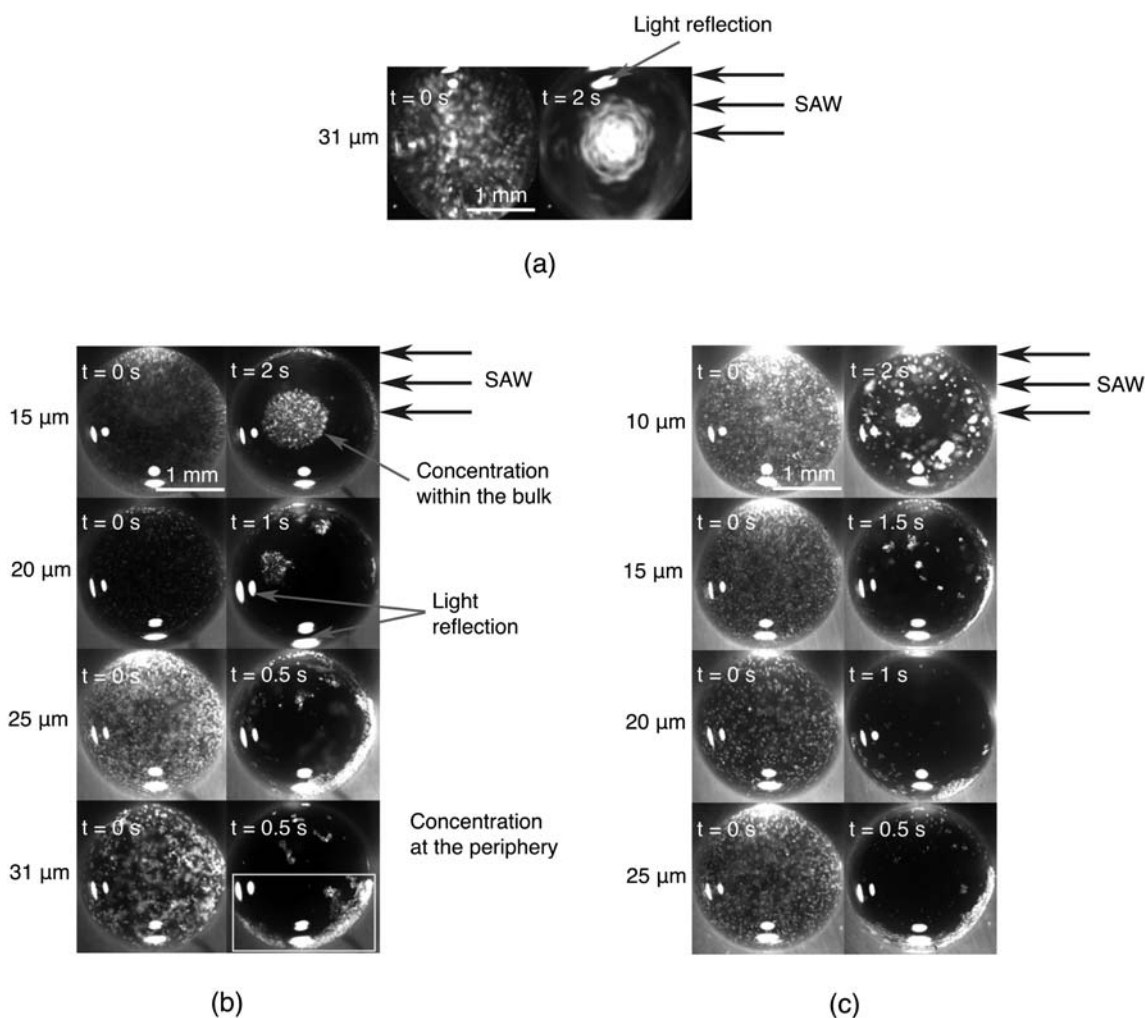 Light reflection
t = 0 s
t = 2 s
SAW
31 μm
1 mm
(a)
t = 0 s
t = 2 s
SAW
15 μm
1 mm
Concentration
within the bulk
t = 0 s
t = 1 s
20 μm
Light
reflection
t = 0 s
t = 0.5 s
25 μm
t = 0 s
t = 0.5 s
Concentration
at the periphery
31 μm
(b)
t = 0 s
t = 2 s
SAW
10 μm
1 mm
t = 0 s
t = 1.5 s
15 μm
t = 0 s
t = 1 s
20 μm
t = 0 s
t = 0.5 s
25 μm
(c)